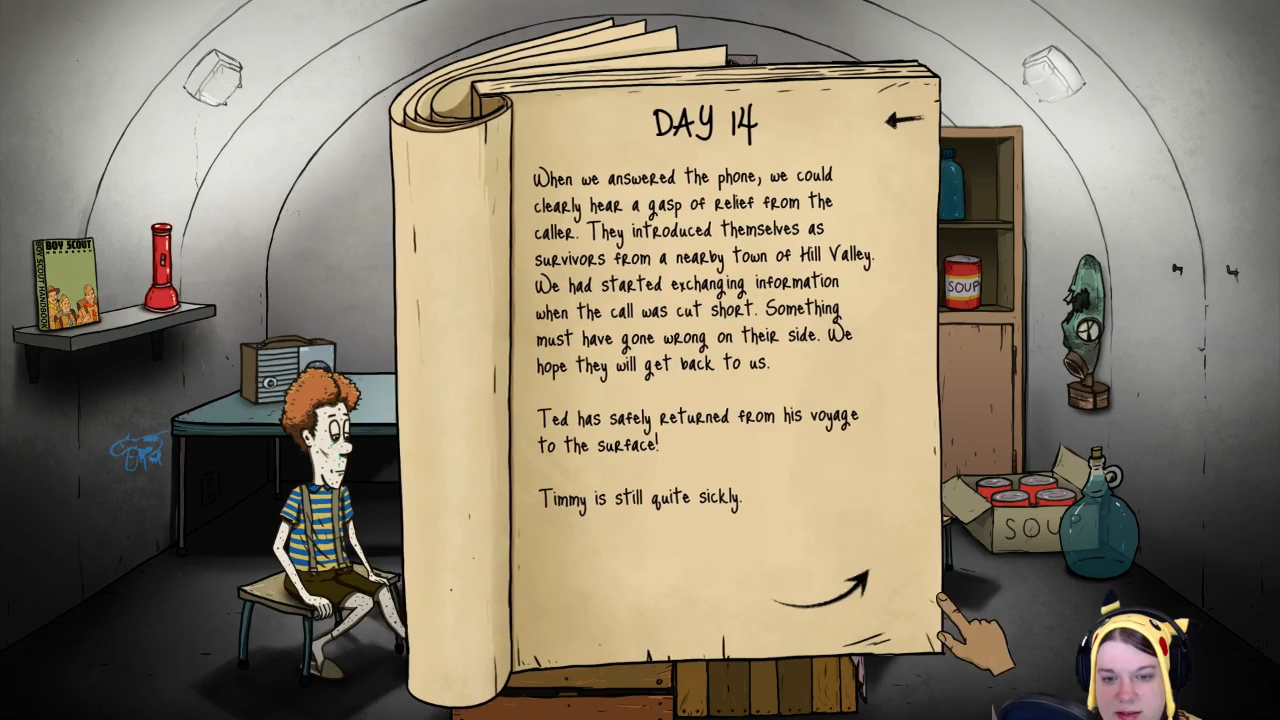 DAY 14
When we answered the phone, we could
clearly hear a gasp of relief from the
caller. They introduced themselves as
survivors from a nearby town of Hill Valley.
We had started exchanging information
when the call was cut short. Something
must have gone wrong on their side. We
hope they will get back to us.
Ted has safely returned from his voyage
to the surface!
Timmy is still quite sickly.
BOY SCOUT
BOY SCOUT HANDBOOK
SOUP
SOUP